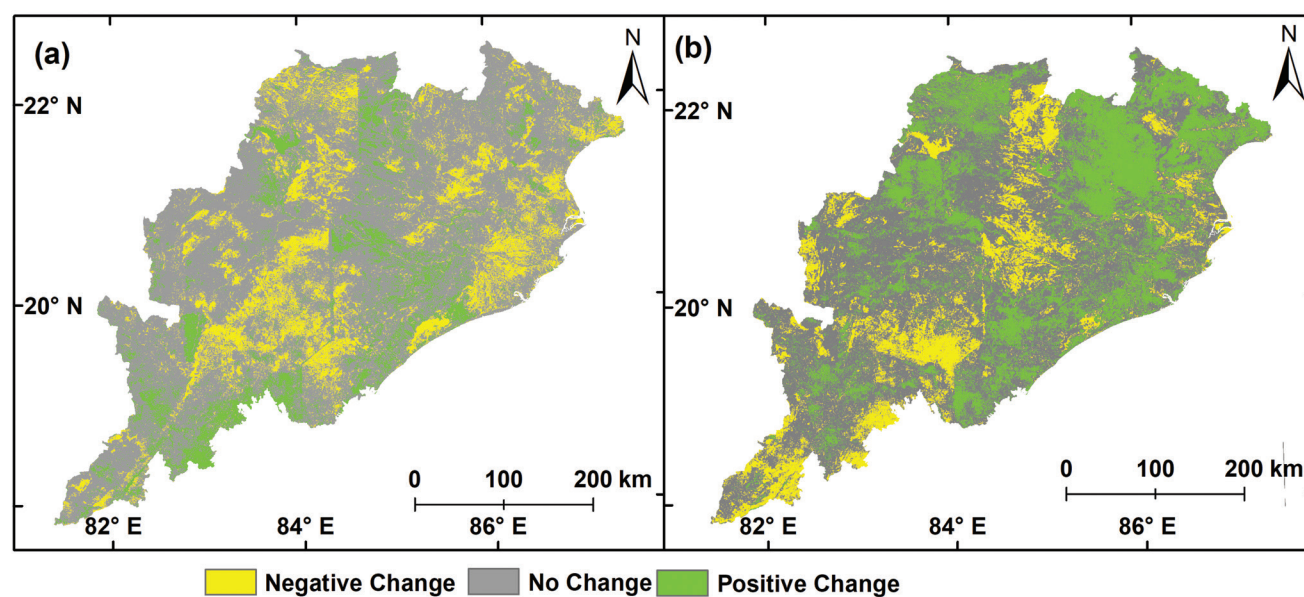 (a)
N
22° N
20° N
0 100 200 km
82° E 84° E 86° E
(b)
N
22° N
20° N
0 100 200 km
82° E 84° E 86° E
Negative Change No Change Positive Change